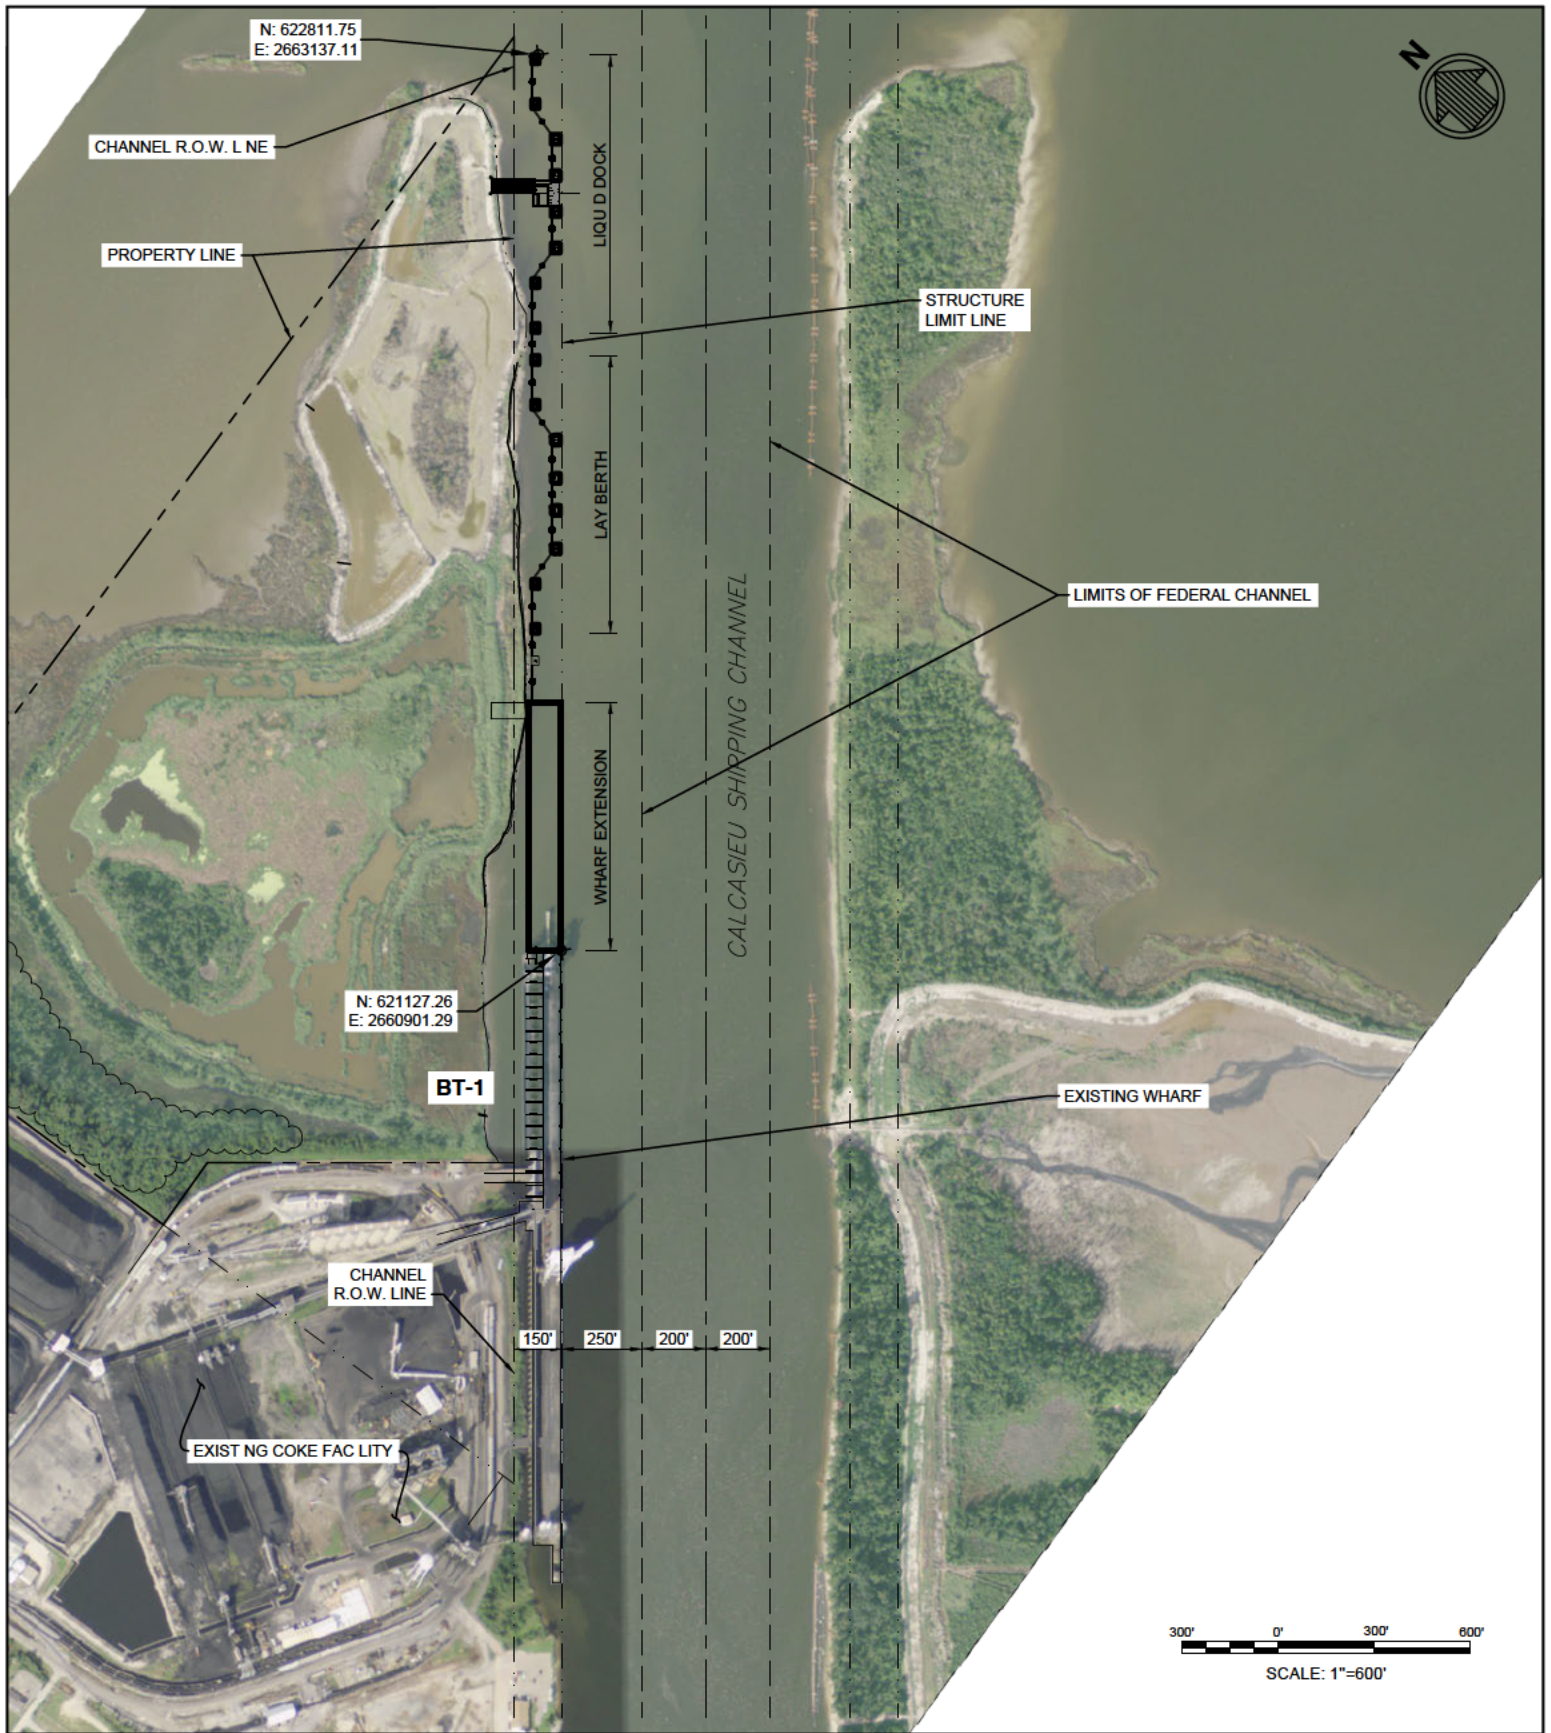 N: 622811.75
E: 2663137.11
N
CHANNEL R.O.W. L NE
LIQU D DOCK
PROPERTY LINE
STRUCTURE
LIMIT LINE
LAY BERTH
LIMITS OF FEDERAL CHANNEL
CALCASIEU SHIPPING CHANNEL
WHARF EXTENSION
N: 621127.26
E: 2660901.29
BT-1
EXISTING WHARF
CHANNEL
R.O.W. LINE
150' 250' 200' 200'
EXIST NG COKE FAC LITY
300' 0' 300' 600'
SCALE: 1"=600'